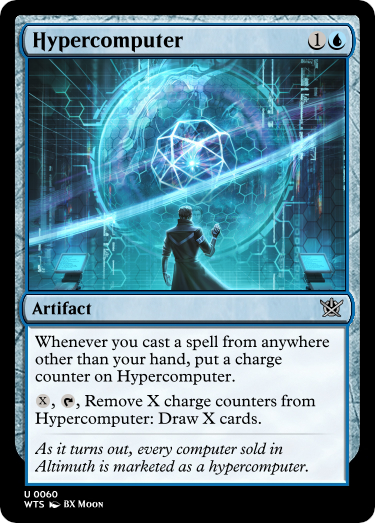 Hypercomputer 1
Artifact
Whenever you cast a spell from anywhere
other than your hand, put a charge
counter on Hypercomputer.
X, , Remove X charge counters from
Hypercomputer: Draw X cards.
As it turns out, every computer sold in
Altimuth is marketed as a hypercomputer.
U 0060
WTS BX Moon